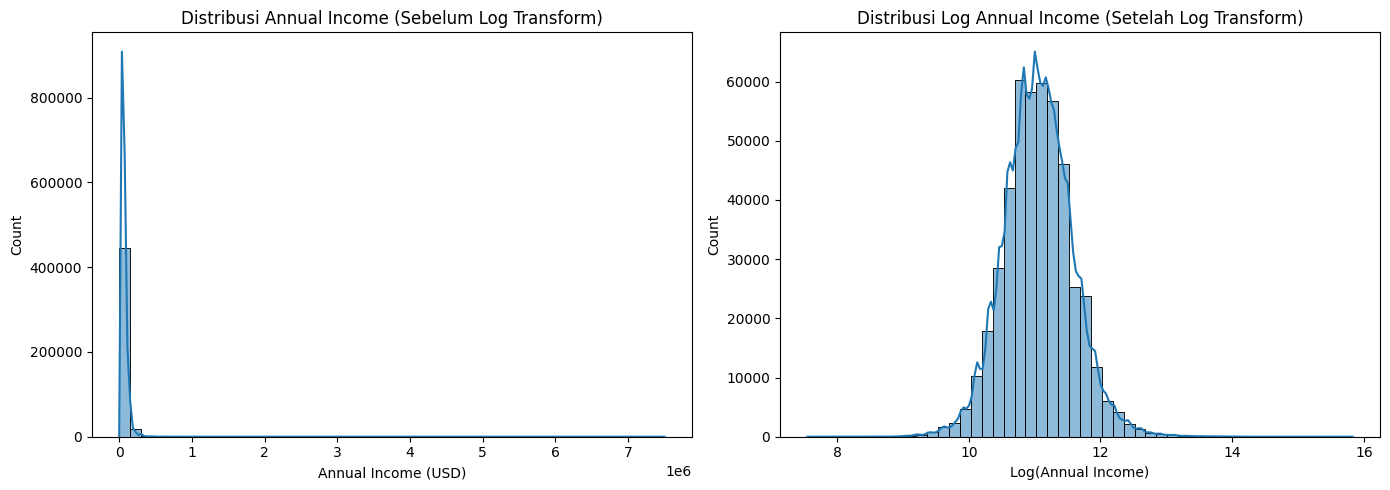 Distribusi Annual Income (Sebelum Log Transform)
Count
800000
600000
400000
200000
0
0 1 2 3 4 5 6 7
1e6
Annual Income (USD)
Distribusi Log Annual Income (Setelah Log Transform)
Count
60000
50000
40000
30000
20000
10000
0
8 10 12 14 16
Log(Annual Income)